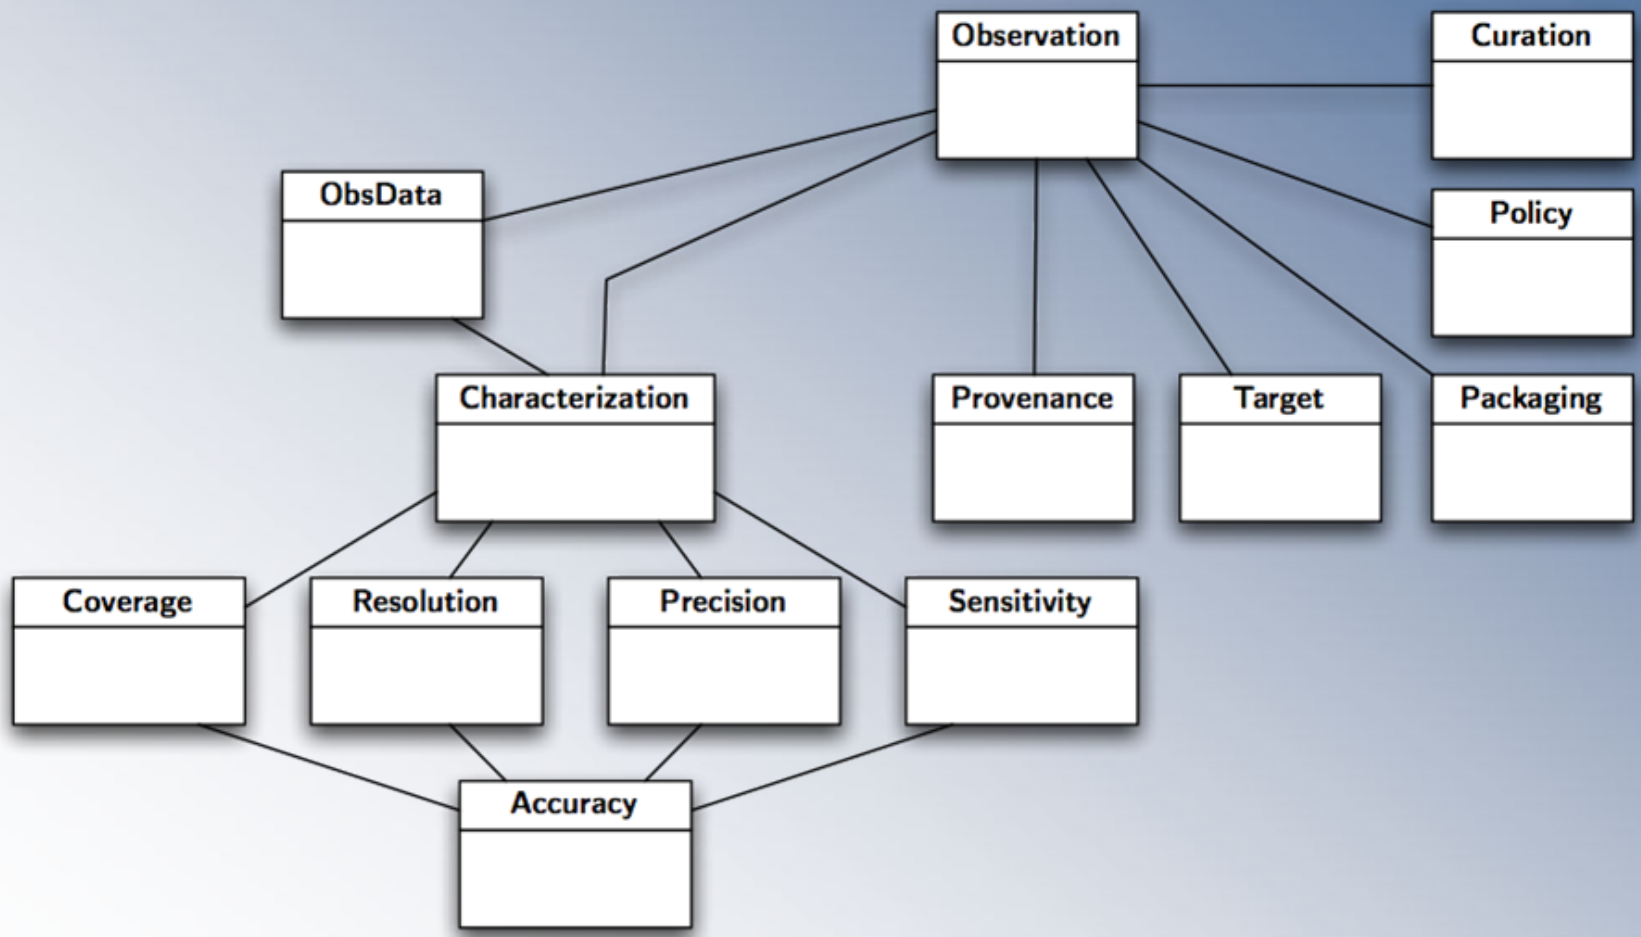 Observation
Curation
ObsData
Policy
Characterization
Provenance
Target
Packaging
Coverage
Resolution
Precision
Sensitivity
Accuracy